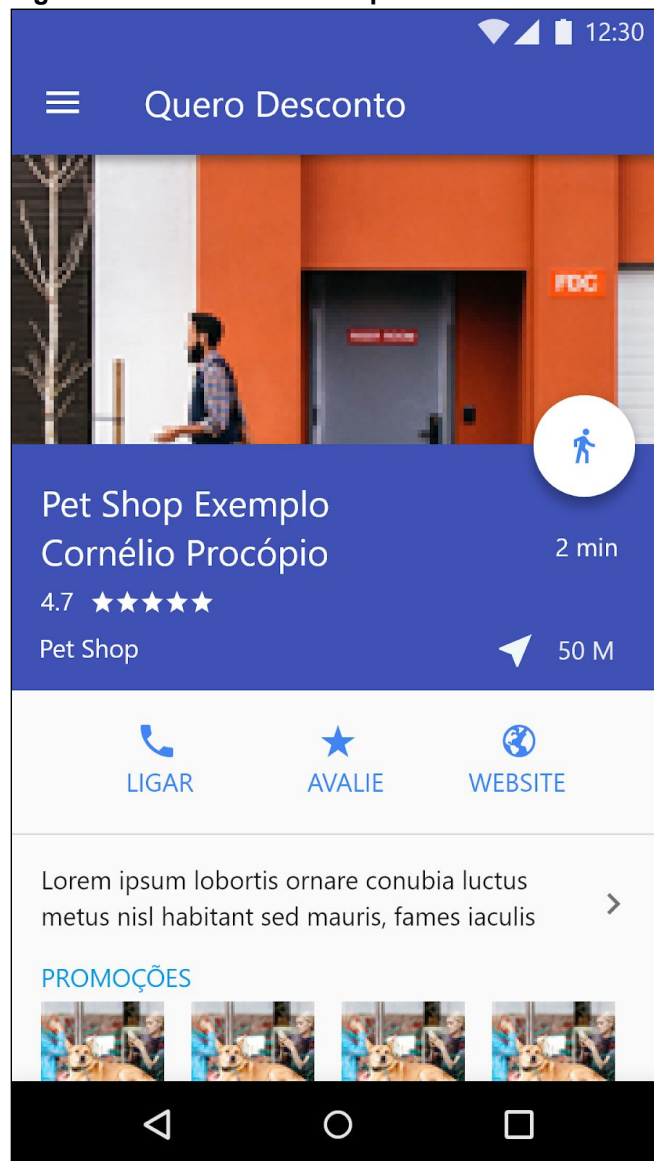 12:30
Quero Desconto
FDC
Pet Shop Exemplo
Cornélio Procópio
2 min
4.7
Pet Shop
50 M
LIGAR
AVALIE
WEBSITE
Lorem ipsum lobortis ornare conubia luctus
metus nisl habitant sed mauris, fames iaculis
PROMOÇÕES